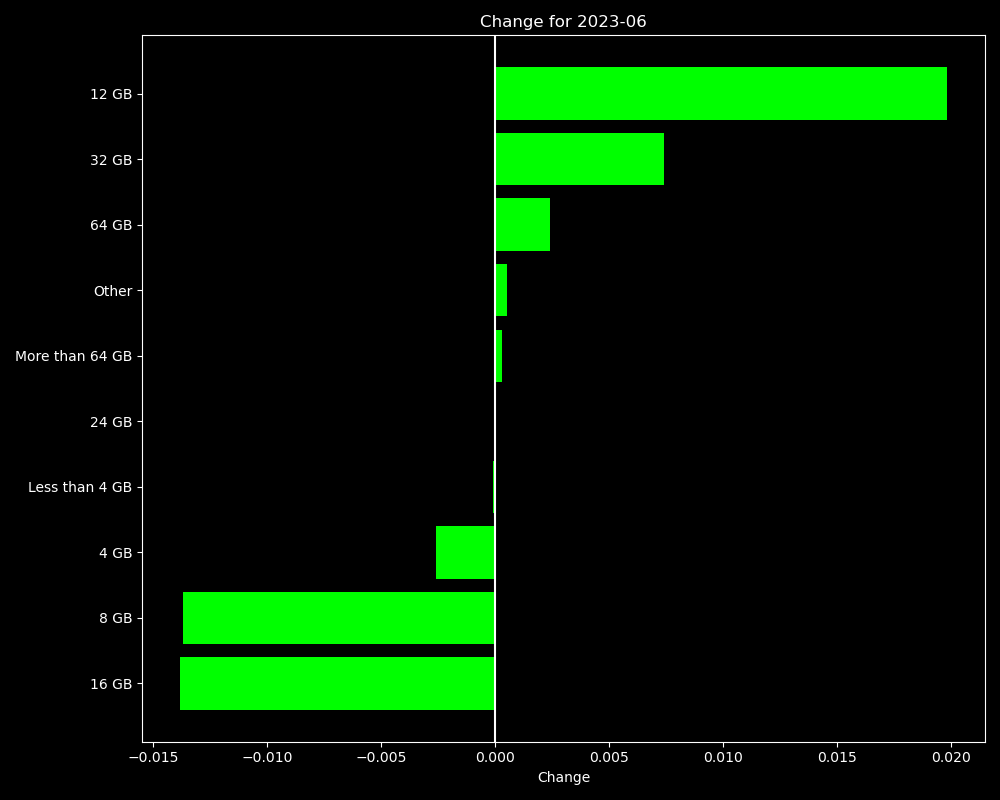 Change for 2023-06
12 GB
32 GB
64 GB
Other
More than 64 GB
24 GB
Less than 4 GB
4 GB
8 GB
16 GB
−0.015 −0.010 −0.005 0.000 0.005 0.010 0.015 0.020
Change